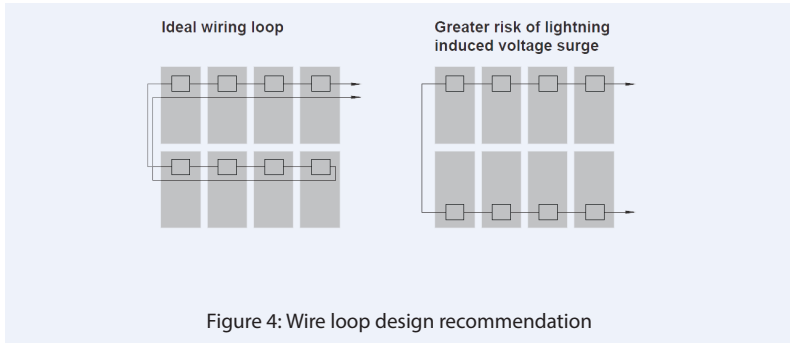 Ideal wiring loop
Greater risk of lightning
induced voltage surge
Figure 4: Wire loop design recommendation